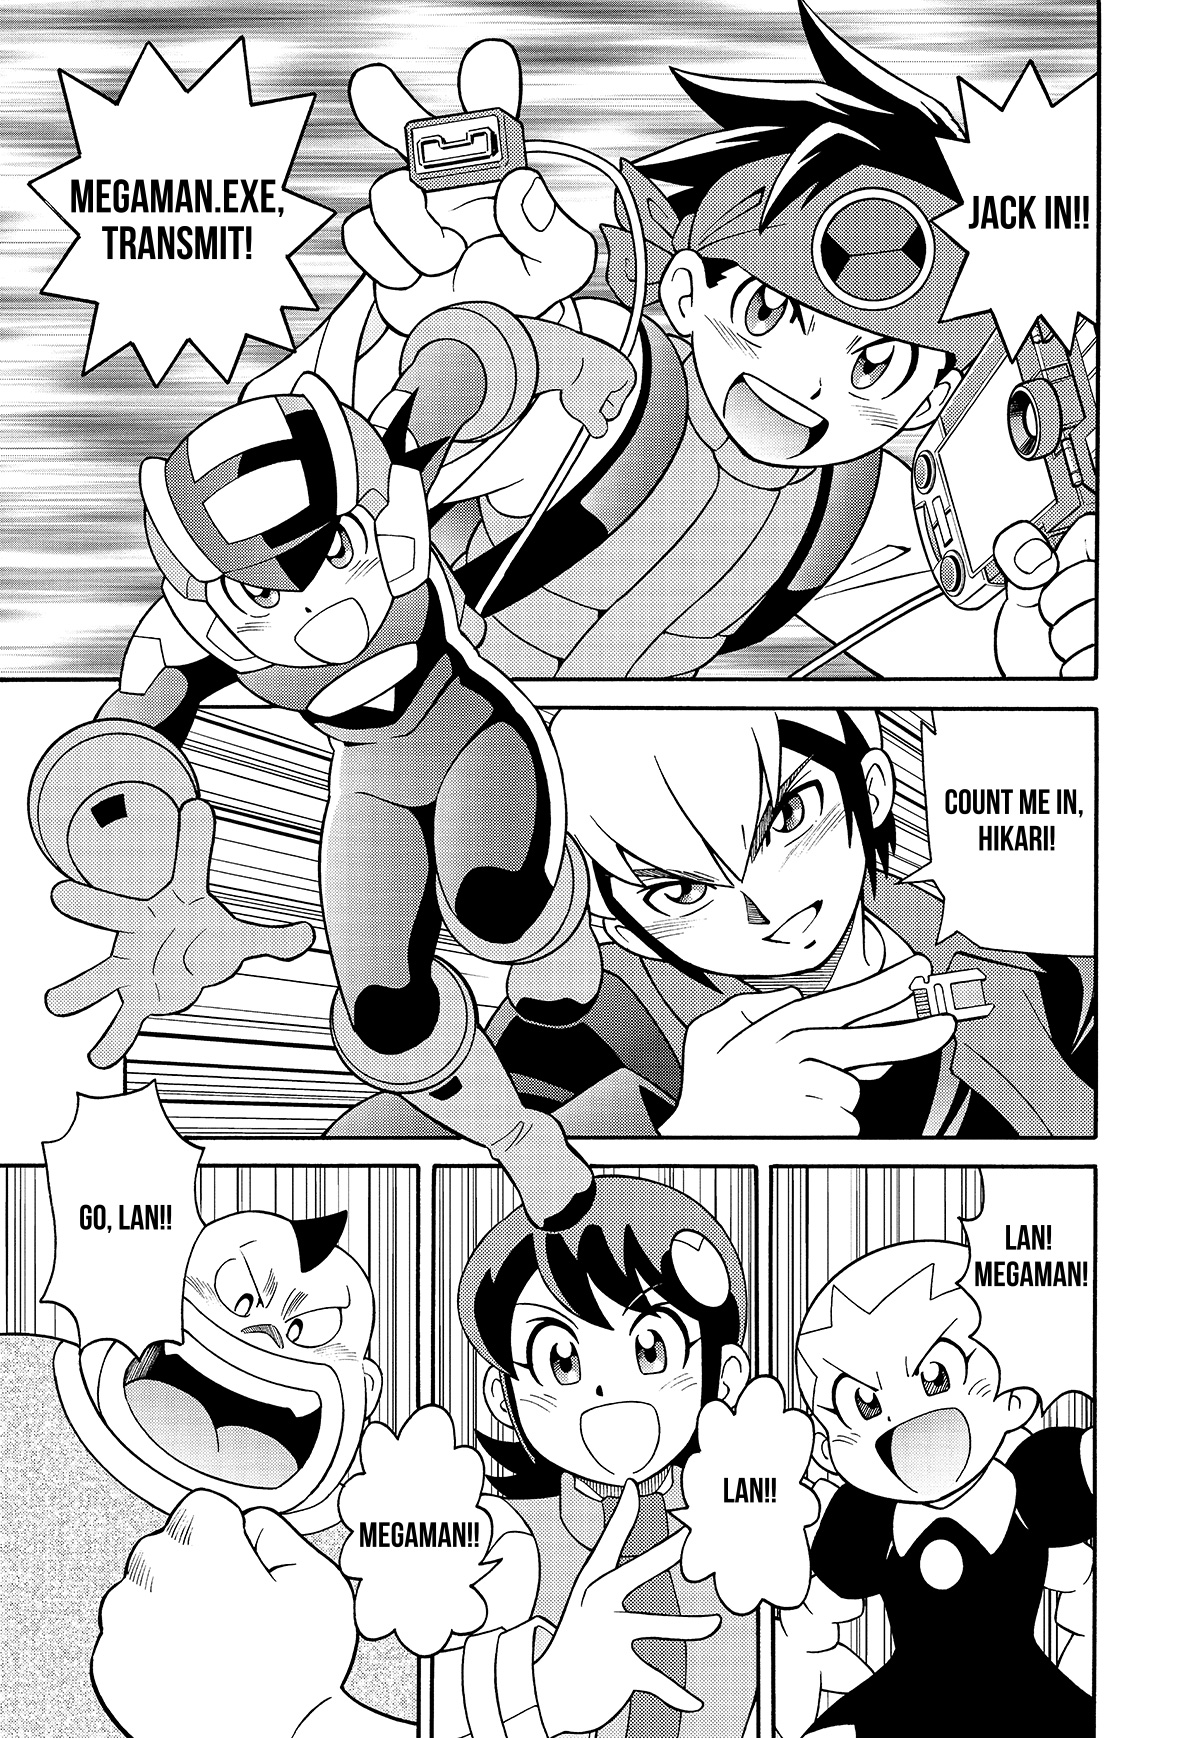 JACK IN!!
MEGAMAN.EXE,
TRANSMIT!
COUNT ME IN,
HIKARI!
LAN!
MEGAMAN!
LAN!!
MEGAMAN!!
GO, LAN!!